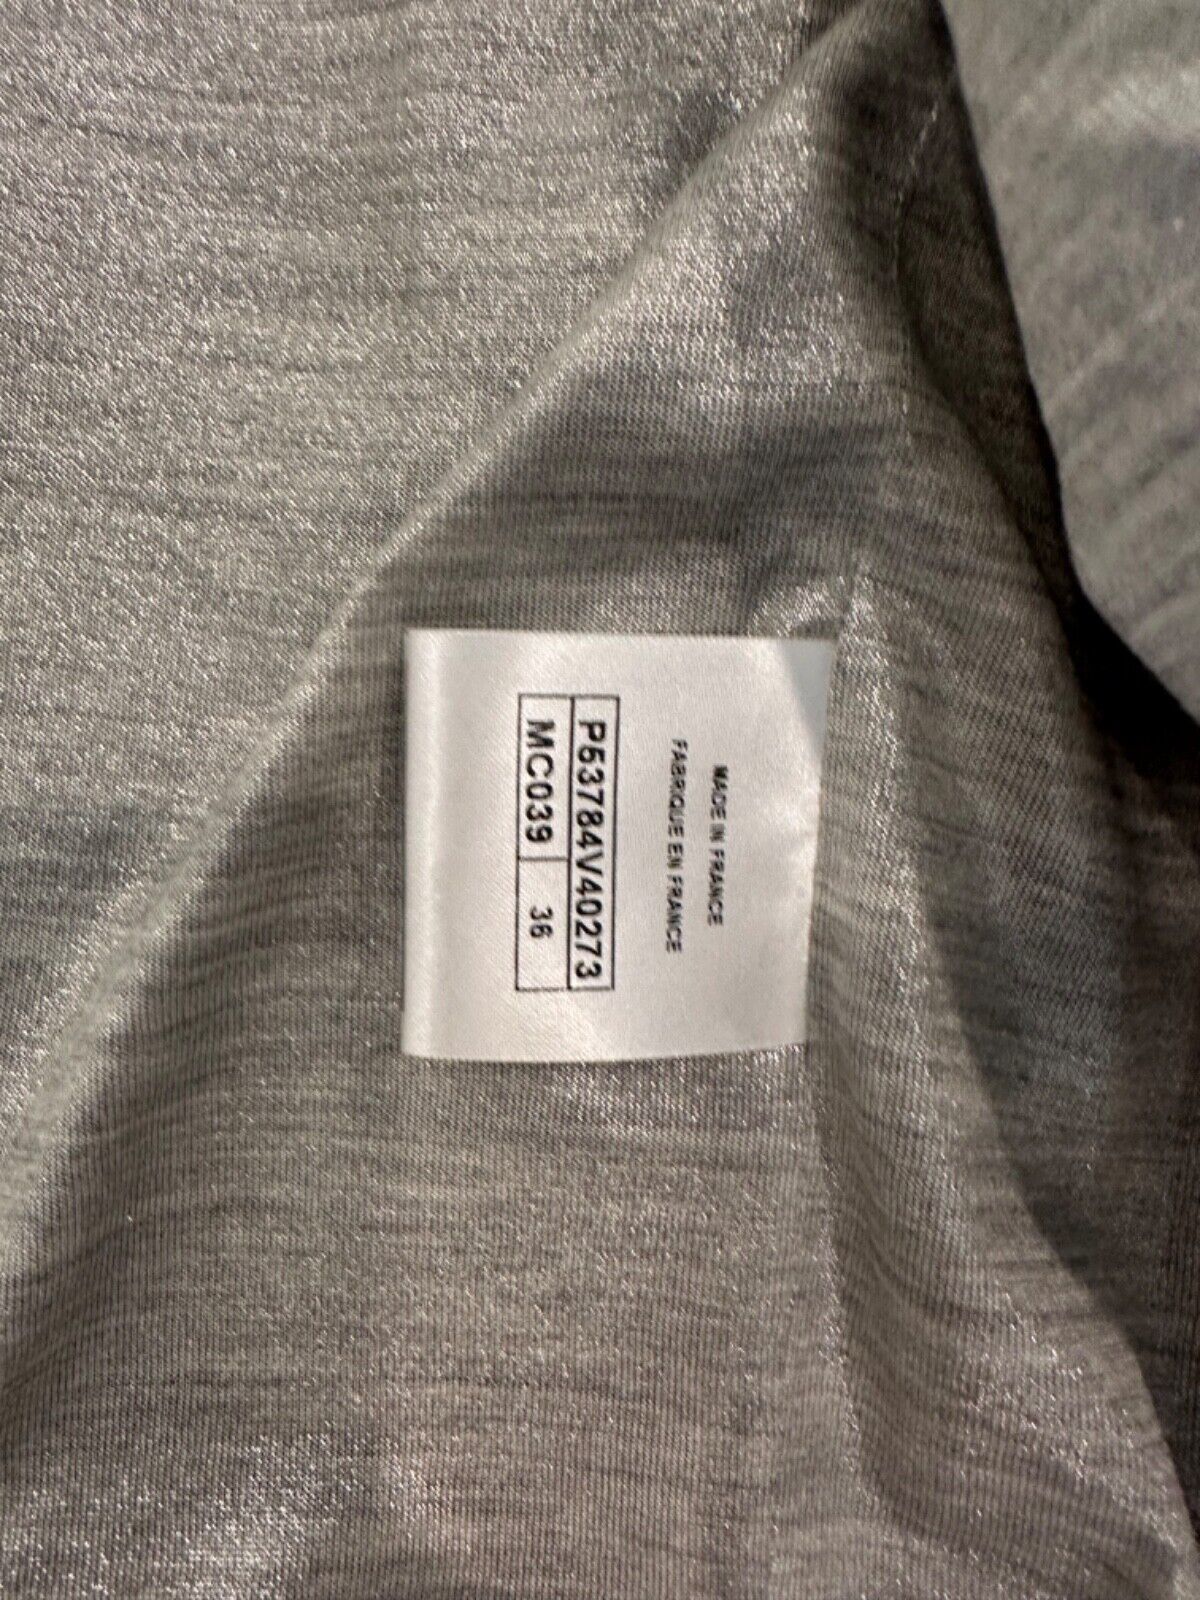 MADE IN FRANCE
FABRIQUE EN FRANCE
P53784V40273
MC039 36